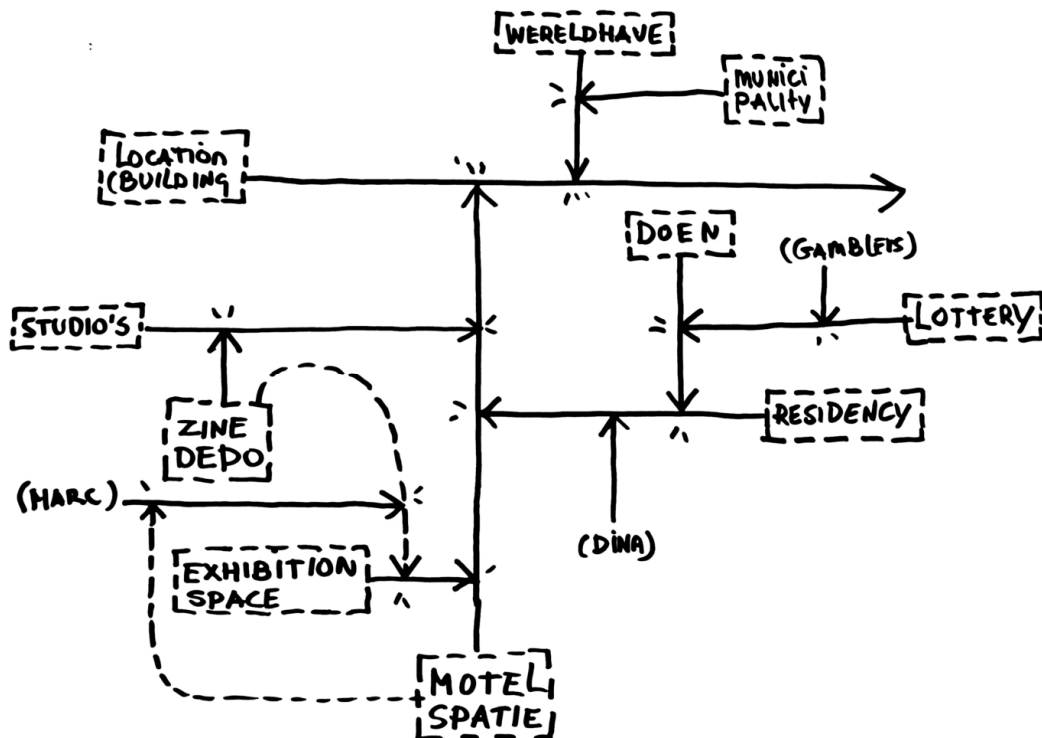 WERELDHAVE
MUNICI
PALITY
LOCATION
(BUILDING
DOEN
(GAMBLERS)
STUDIO'S
LOTTERY
ZINE
DEPO
RESIDENCY
(MARC)
(DINA)
EXHIBITION
SPACE
MOTEL
SPATIE